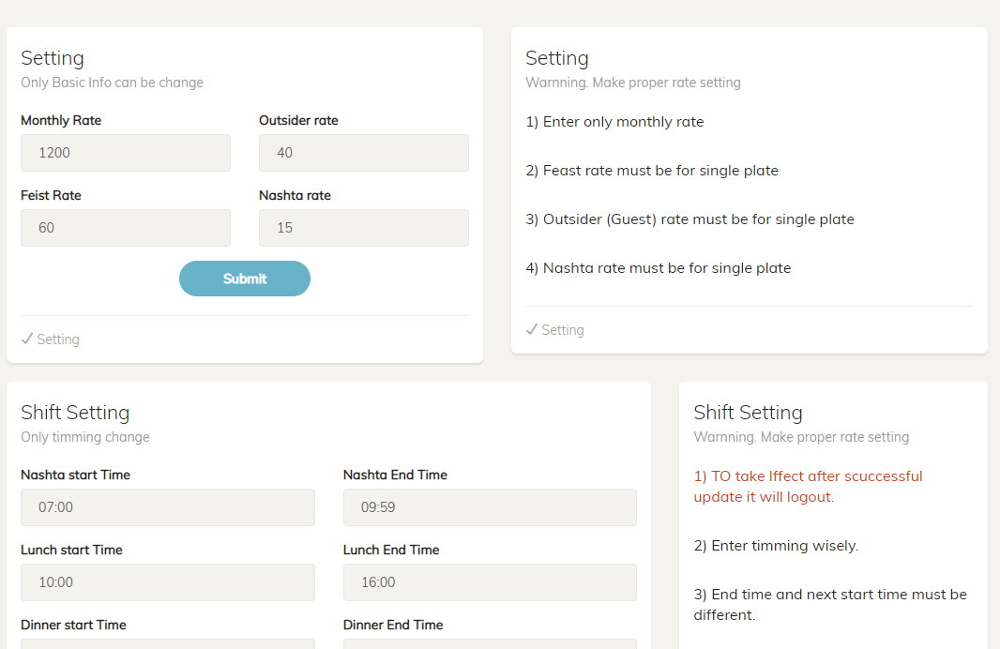 Setting
Only Basic Info can be change
Monthly Rate
Outsider rate
1200
40
Feist Rate
Nashta rate
60
15
Submit
Setting
Setting
Warnning. Make proper rate setting
1) Enter only monthly rate
2) Feast rate must be for single plate
3) Outsider (Guest) rate must be for single plate
4) Nashta rate must be for single plate
Setting
Shift Setting
Only timming change
Nashta start Time
Nashta End Time
07:00
09:59
Lunch start Time
Lunch End Time
10:00
16:00
Dinner start Time
Dinner End Time
Shift Setting
Warnning. Make proper rate setting
1) TO take Iffect after scuccessful
update it will logout.
2) Enter timming wisely.
3) End time and next start time must be
different.